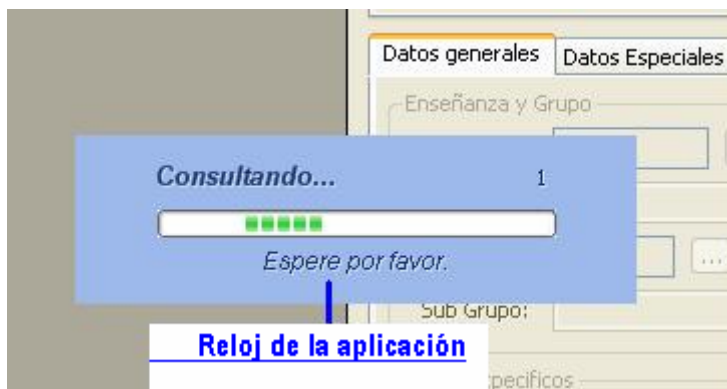 Datos generales
Datos Especiales
Enseñanza y Grupo
Consultando...
1
...
Espere por favor.
Sub Grupo:
Reloj de la aplicación